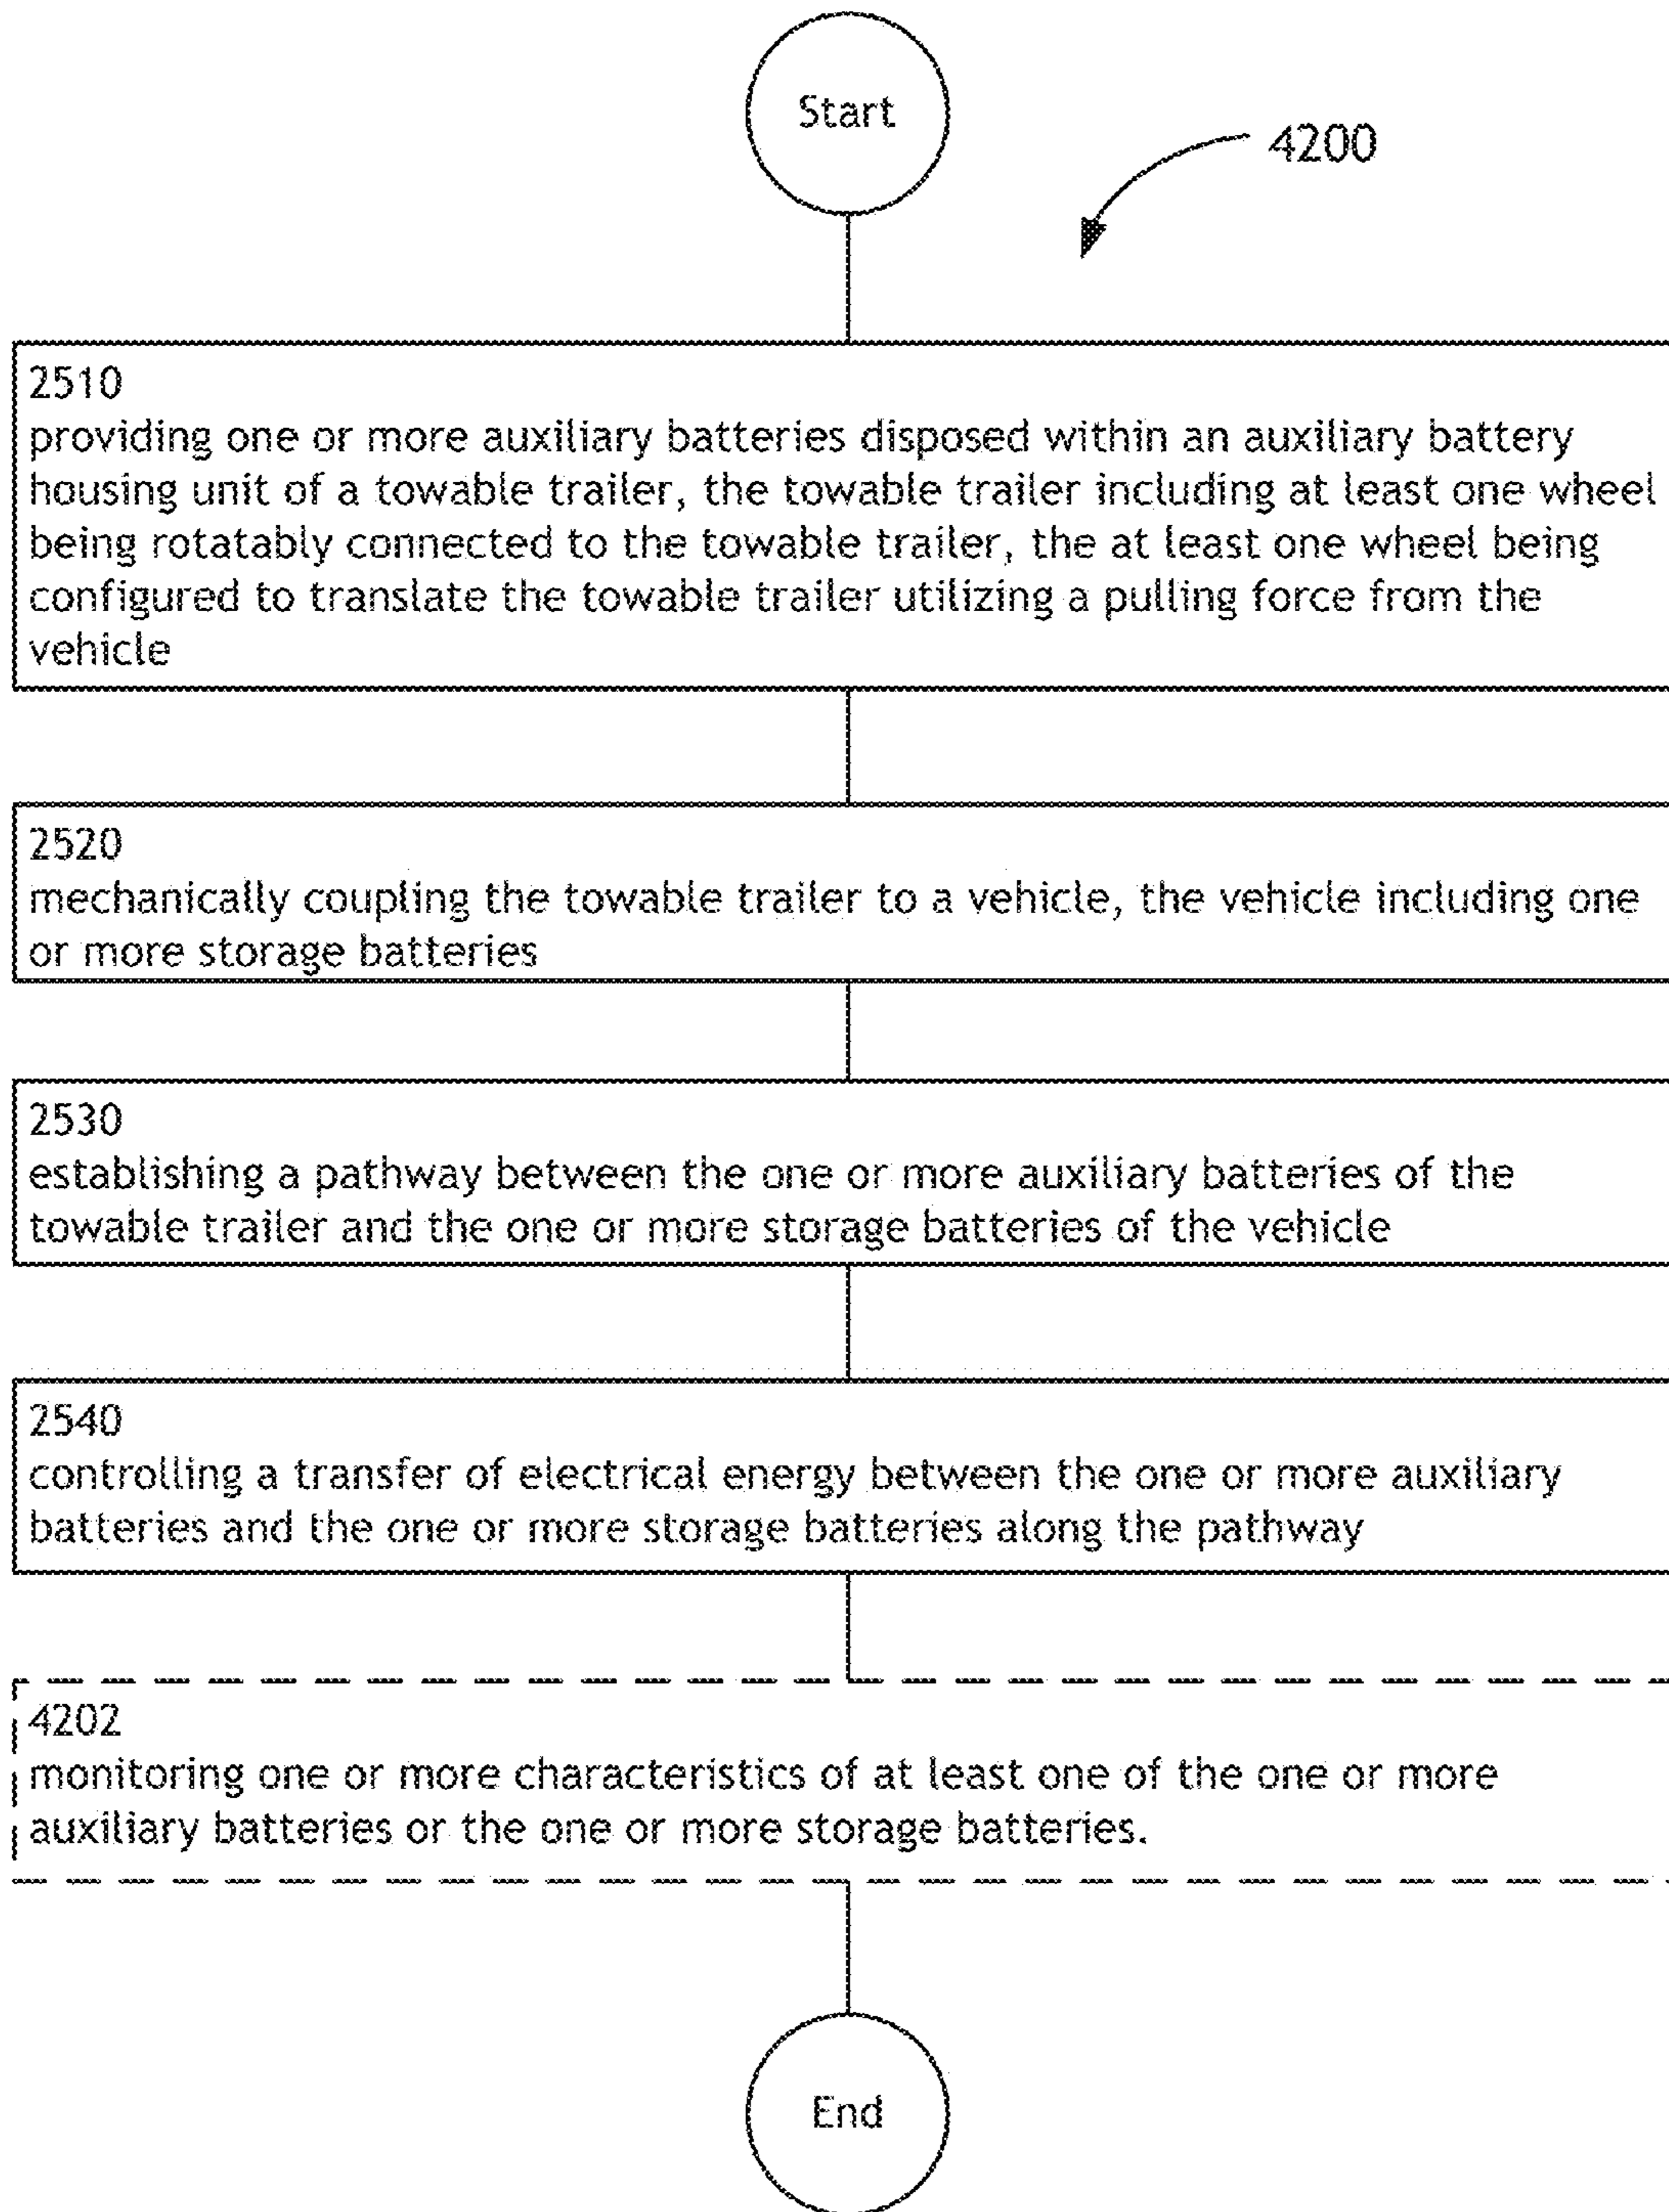 Start
4200
2510
providing one or more auxiliary batteries disposed within an auxiliary battery
housing unit of a towable trailer, the towable trailer including at least one wheel
being rotatably connected to the towable trailer, the at least one wheel being
configured to translate the towable trailer utilizing a pulling force from the
vehicle
2520
mechanically coupling the towable trailer to a vehicle, the vehicle including one
or more storage batteries
2530
establishing a pathway between the one or more auxiliary batteries of the
towable trailer and the one or more storage batteries of the vehicle
2540
controlling a transfer of electrical energy between the one or more auxiliary
batteries and the one or more storage batteries along the pathway
4202
monitoring one or more characteristics of at least one of the one or more
auxiliary batteries or the one or more storage batteries.
End